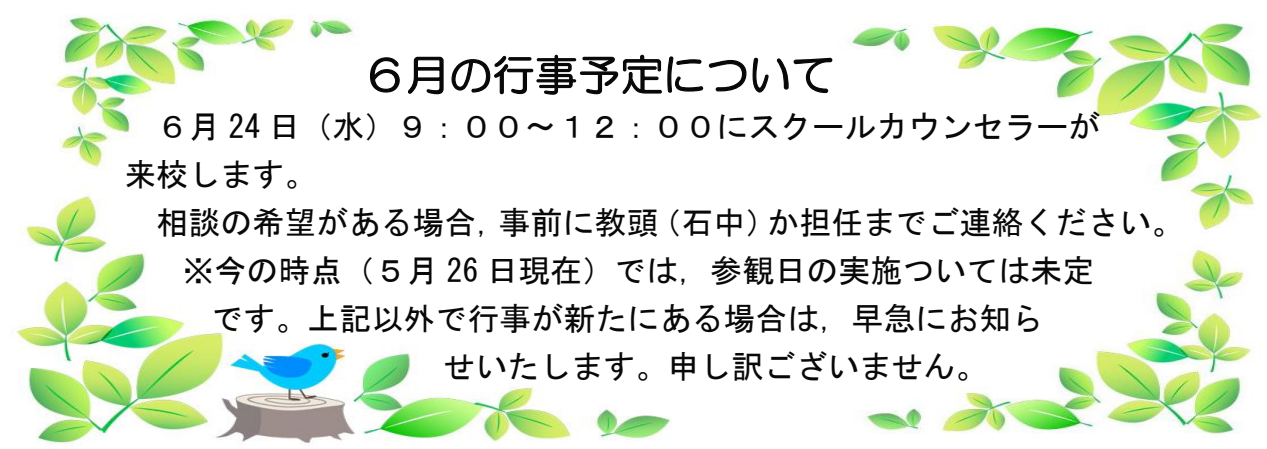 ６月の行事予定について
６月24日（水）９：００～１２：００にスクールカウンセラーが
来校します。
相談の希望がある場合，事前に教頭（石中）か担任までご連絡ください。
※今の時点（５月26日現在）では，参観日の実施ついては未定
です。上記以外で行事が新たにある場合は，早急にお知ら
せいたします。申し訳ございません。